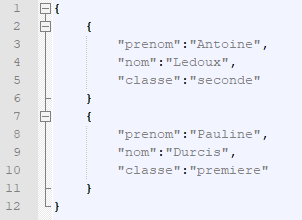 1 {
2 {
3 "prenom":"Antoine",
4 "nom":"Ledoux",
5 "classe":"seconde"
6 }
7 {
8 "prenom":"Pauline",
9 "nom":"Durcis",
10 "classe":"premiere"
11 }
12 }